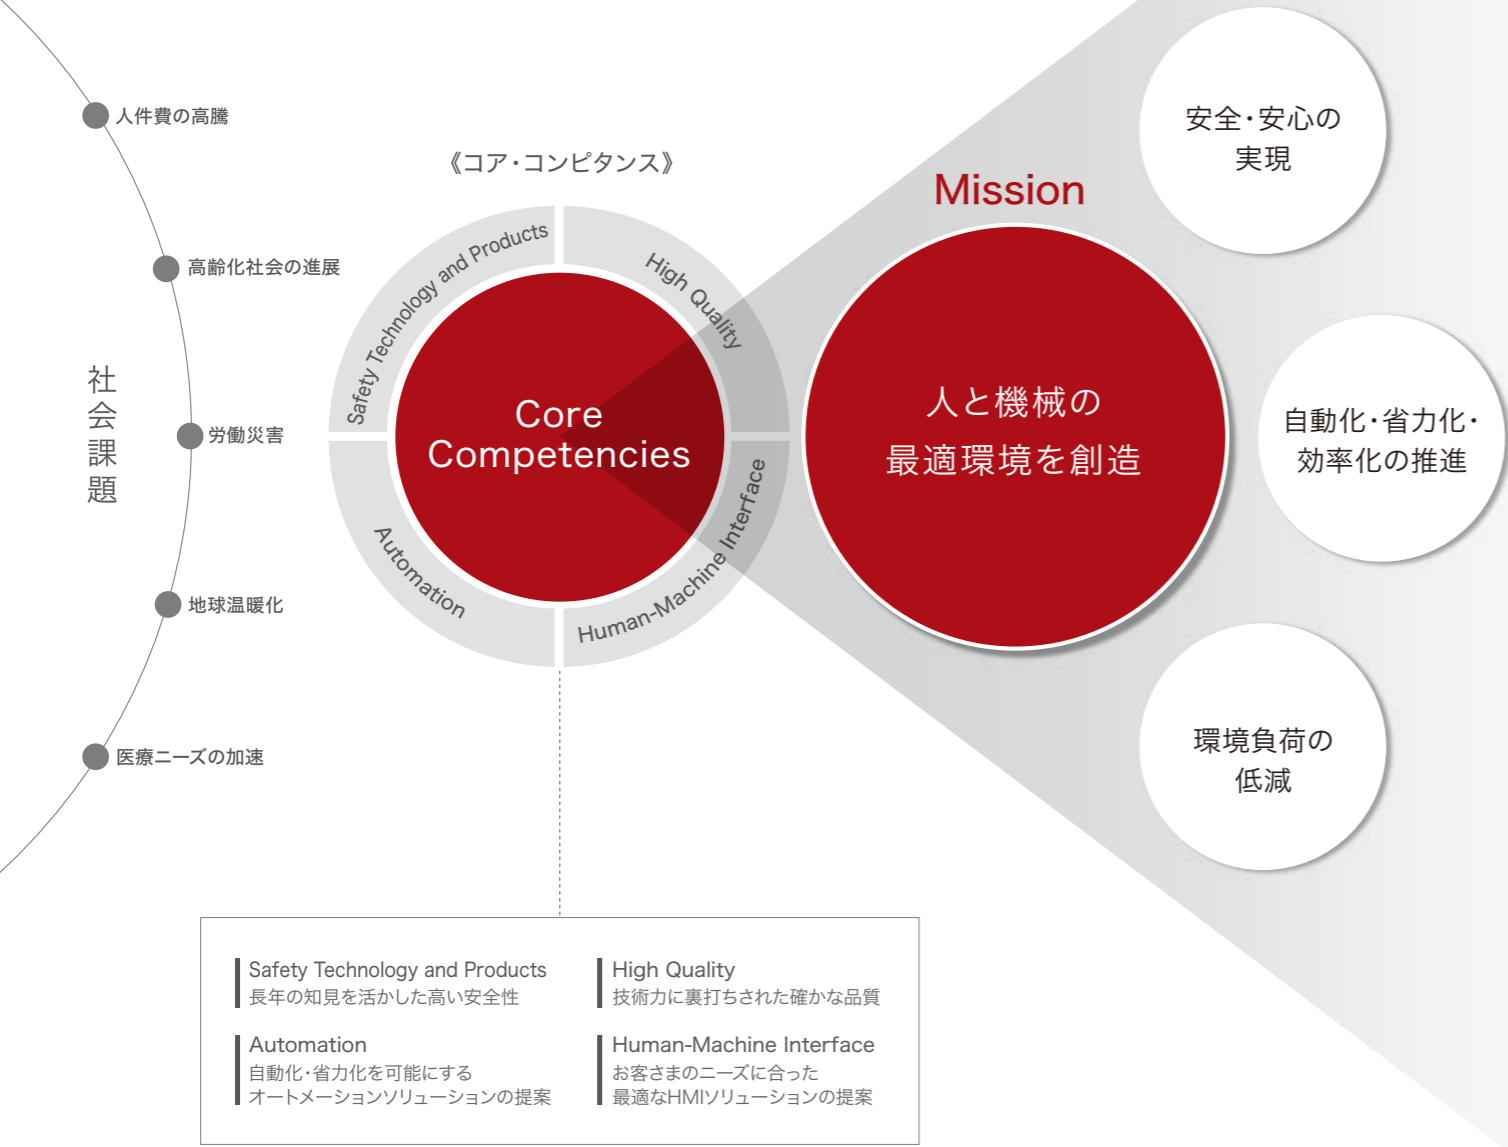 社会課題
人件費の高騰
高齢化社会の進展
労働災害
地球温暖化
医療ニーズの加速
《コア・コンピタンス》
Safety Technology and Products
High Quality
Automation
Human-Machine Interface
Core
Competencies
Mission
人と機械の
最適環境を創造
安全・安心の
実現
自動化・省力化・
効率化の推進
環境負荷の
低減
Safety Technology and Products
長年の知見を活かした高い安全性
High Quality
技術力に裏打ちされた確かな品質
Automation
自動化・省力化を可能にする
オートメーションソリューションの提案
Human-Machine Interface
お客さまのニーズに合った
最適なHMIソリューションの提案